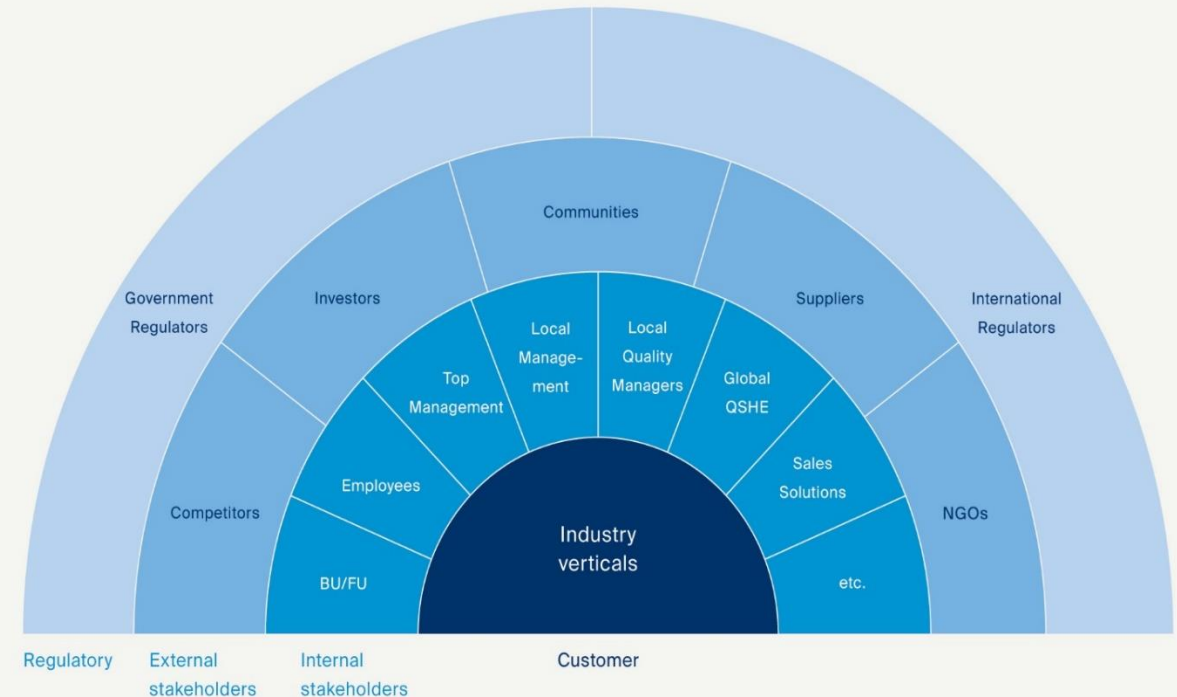 Communities
Government
Regulators
Investors
Suppliers
International
Regulators
Local
Manage-
ment
Local
Quality
Managers
Top
Management
Global
QSHE
Employees
Sales
Solutions
Competitors
NGOs
BU/FU
etc.
Industry
verticals
Regulatory
External
stakeholders
Internal
stakeholders
Customer